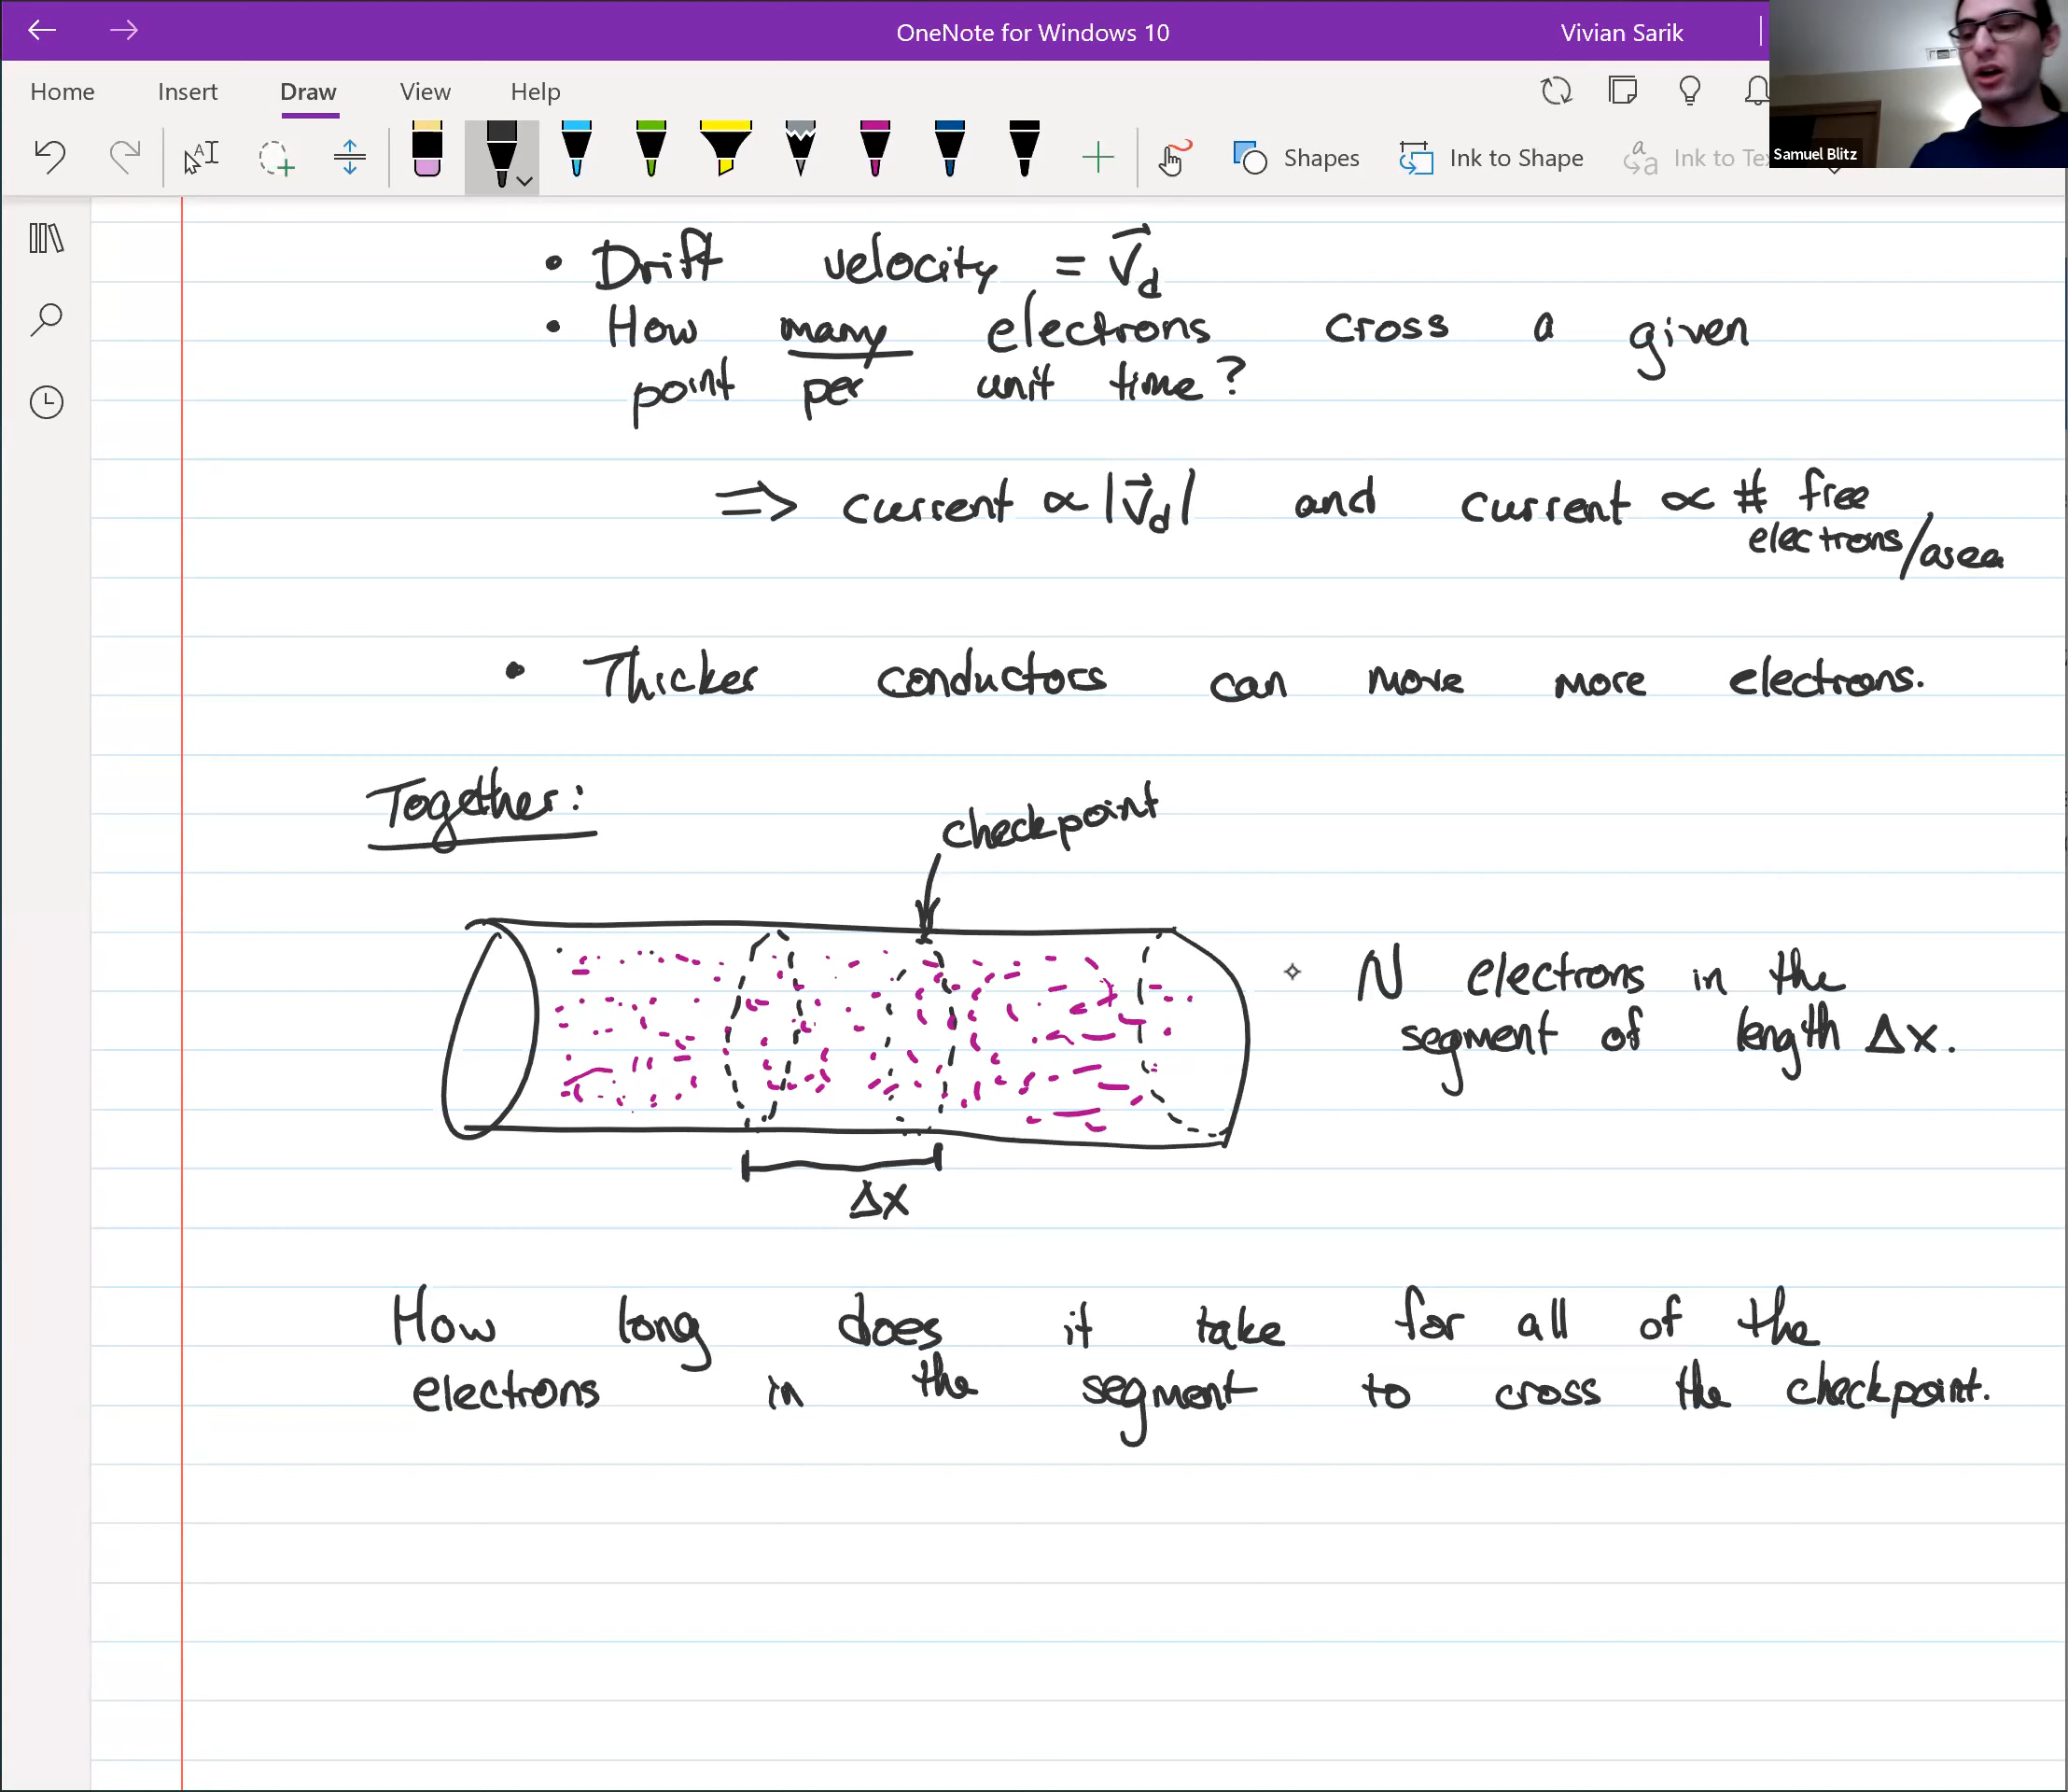 OneNote for Windows 10
Vivian Sarik
Home Insert Draw View Help
Shapes Ink to Shape Ink to Te
Samuel Blitz
• Drift velocity = v⃗d
• How many electrons cross a given
point per unit time?
⇒ current ∝ |v⃗d| and current ∝ # free
electrons/area
• Thicker conductors can move more electrons.
Together:
checkpoint
N electrons in the
segment of length Δx.
Δx
How long does it take for all of the
electrons in the segment to cross the checkpoint.